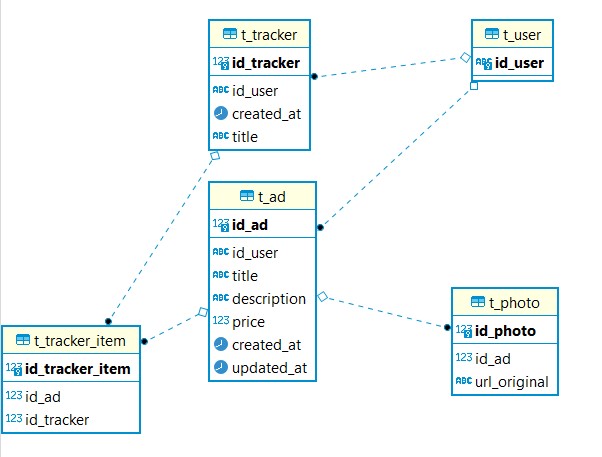 t_tracker
123 id_tracker
ABC id_user
created_at
ABC title
t_user
ABC id_user
t_ad
123 id_ad
ABC id_user
ABC title
ABC description
123 price
created_at
updated_at
t_photo
123 id_photo
123 id_ad
ABC url_original
t_tracker_item
123 id_tracker_item
123 id_ad
123 id_tracker